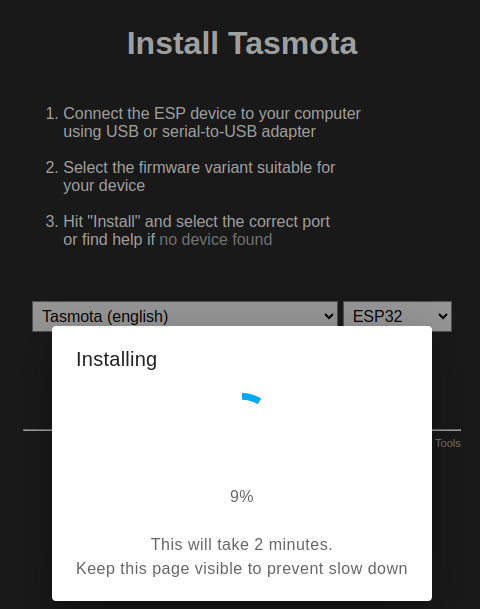 Install Tasmota
1. Connect the ESP device to your computer
using USB or serial-to-USB adapter
2. Select the firmware variant suitable for
your device
3. Hit "Install" and select the correct port
or find help if no device found
Tasmota (english) ESP32
Installing
Tools
9%
This will take 2 minutes.
Keep this page visible to prevent slow down